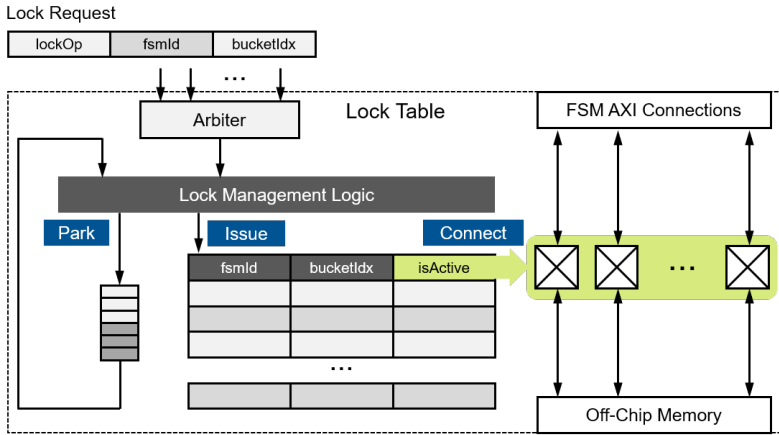 Lock Request
lockOp fsmId bucketIdx
...
Arbiter
Lock Table
FSM AXI Connections
Lock Management Logic
Park
Issue
Connect
fsmId bucketIdx isActive
...
...
Off-Chip Memory